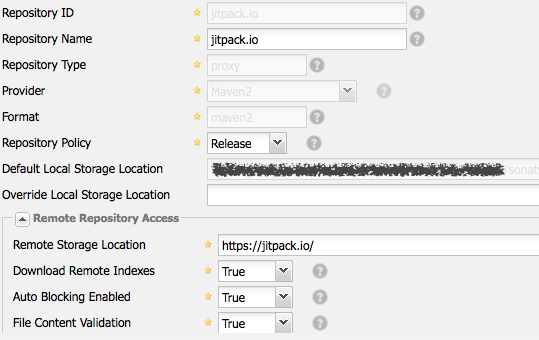 Repository ID jitpack.io ?
Repository Name jitpack.io ?
Repository Type proxy ?
Provider Maven2 ?
Format maven2 ?
Repository Policy Release ?
Default Local Storage Location
Override Local Storage Location
Remote Repository Access
Remote Storage Location https://jitpack.io/
Download Remote Indexes True ?
Auto Blocking Enabled True ?
File Content Validation True ?